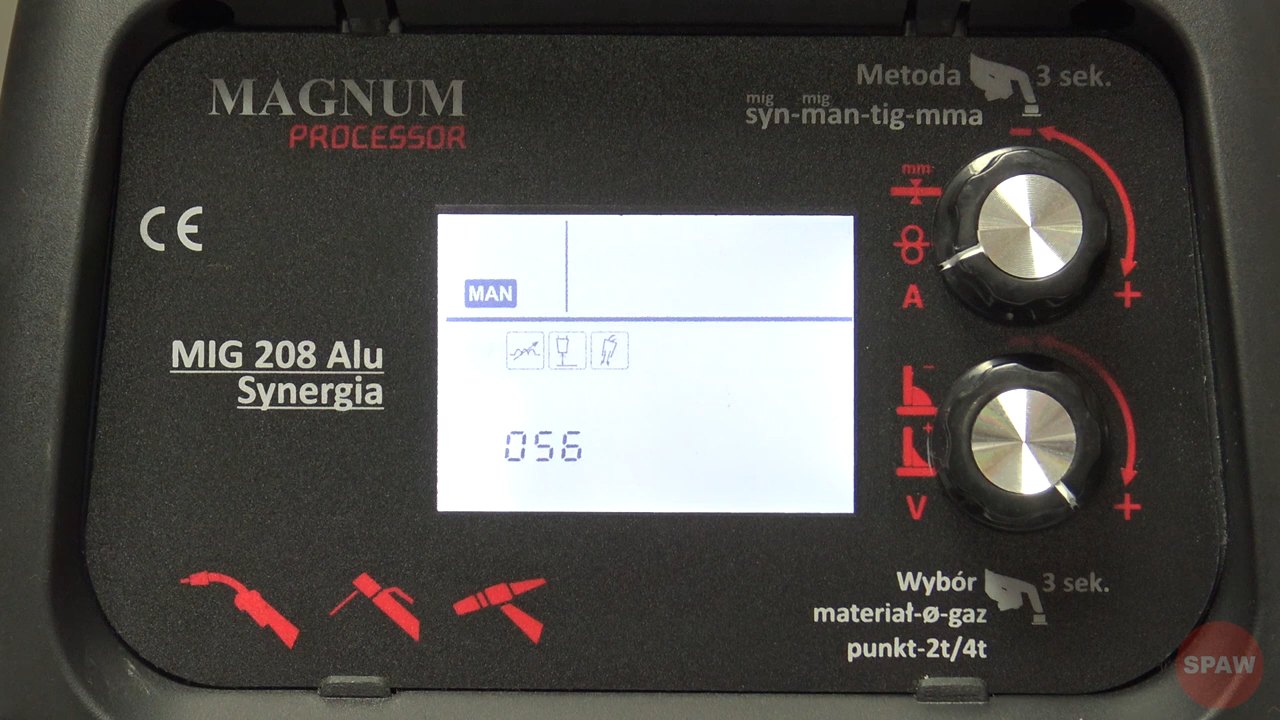 MAGNUM
PROCESSOR
Metoda 3 sek.
mig mig
syn-man-tig-mma
mm
A
+
CE
MAN
MIG 208 Alu
Synergia
056
-
+
V
+
Wybór 3 sek.
materiał-ø-gaz
punkt-2t/4t
SPAW